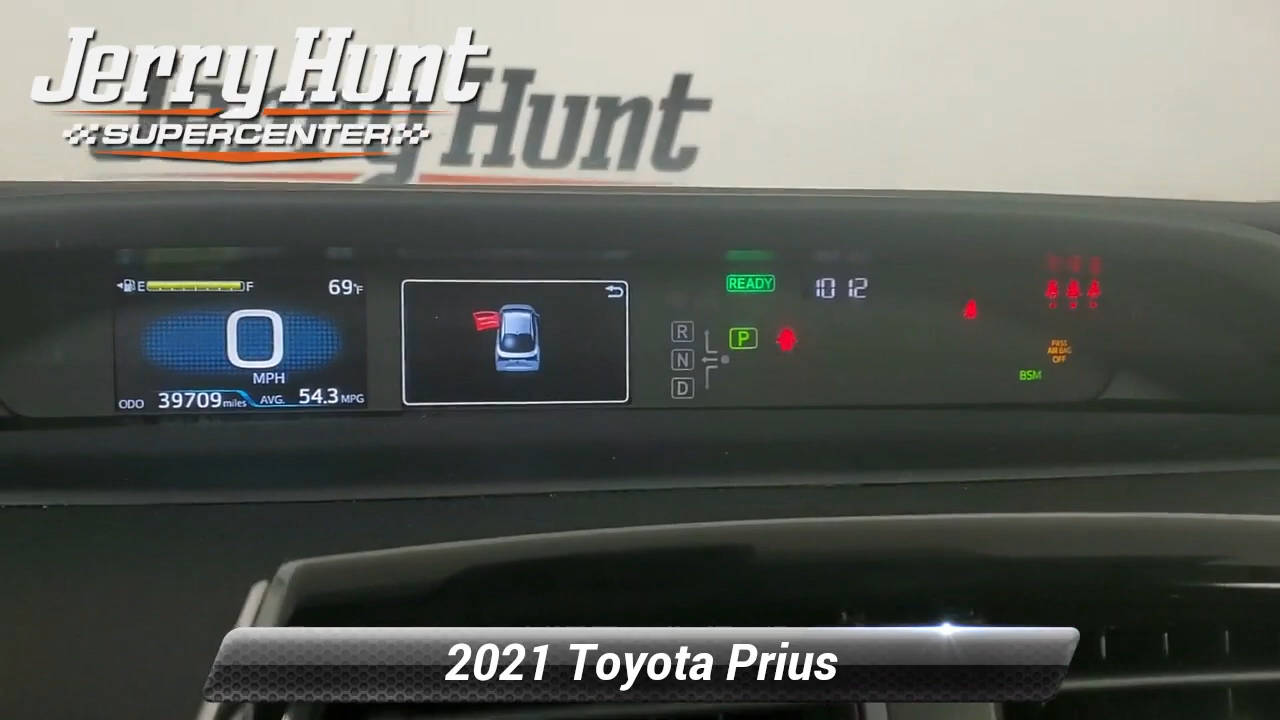 Jerry Hunt
SUPERCENTER
Jerry Hunt
E F 69°F
READY 10 12
0
MPH
R
N
D
P
PASS
AIR BAG
OFF
BSM
ODO 39709 miles AVG. 54.3 MPG
2021 Toyota Prius